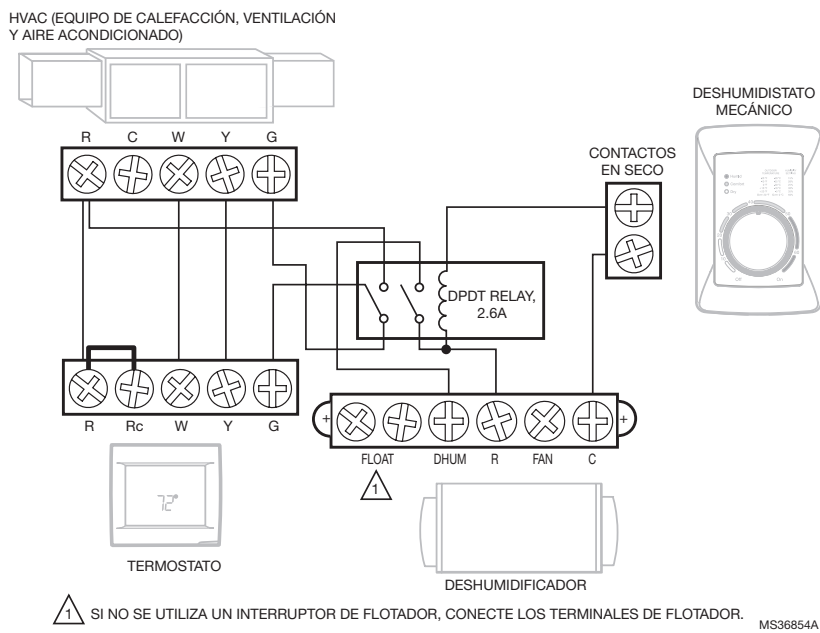 HVAC (EQUIPO DE CALEFACCIÓN, VENTILACIÓN
Y AIRE ACONDICIONADO)
DESHUMIDISTATO
MECÁNICO
R C W Y G
CONTACTOS
EN SECO
DPDT RELAY,
2.6A
R Rc W Y G
FLOAT DHUM R FAN C
1
72°
TERMOSTATO
DESHUMIDIFICADOR
1 SI NO SE UTILIZA UN INTERRUPTOR DE FLOTADOR, CONECTE LOS TERMINALES DE FLOTADOR.
MS36854A